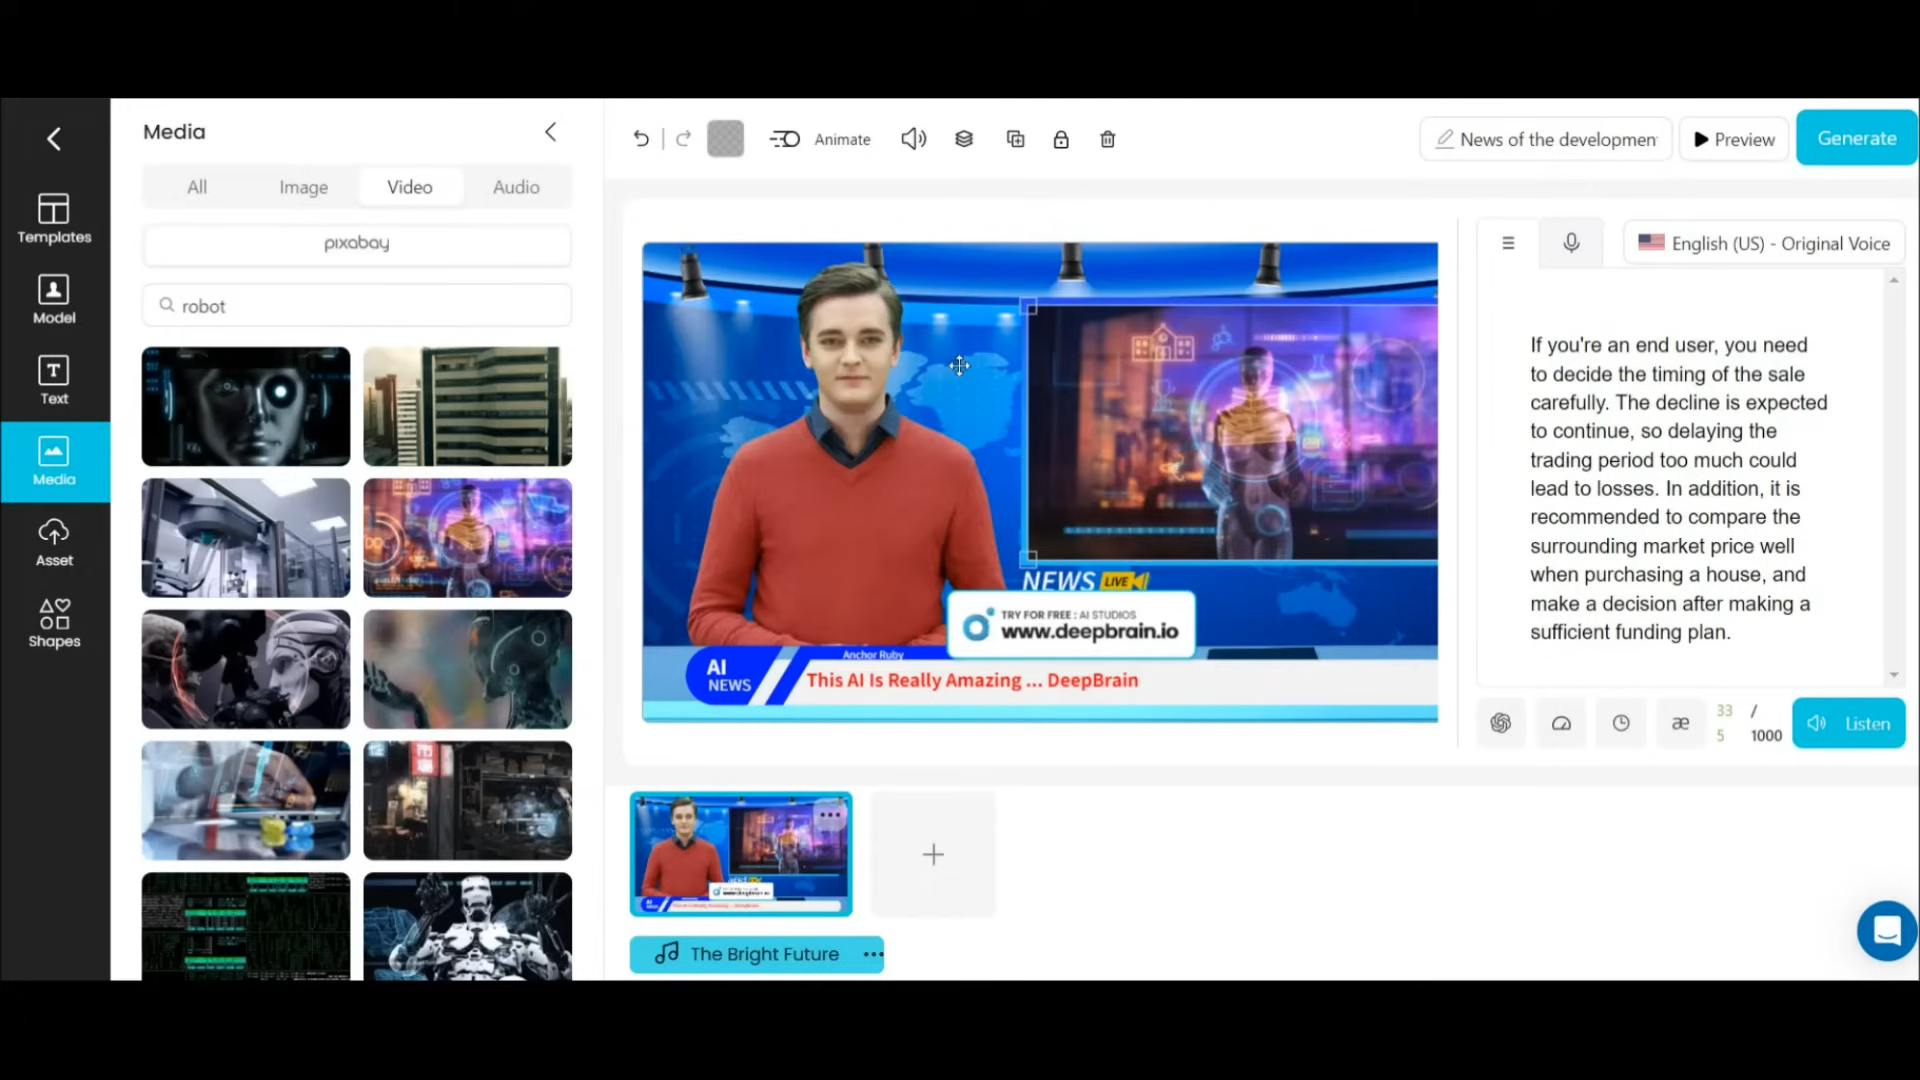 Media
Animate
News of the developmen
Preview
Generate
All
Image
Video
Audio
pixabay
robot
Templates
Model
Text
Media
Asset
Shapes
English (US) - Original Voice
If you're an end user, you need
to decide the timing of the sale
carefully. The decline is expected
to continue, so delaying the
trading period too much could
lead to losses. In addition, it is
recommended to compare the
surrounding market price well
when purchasing a house, and
make a decision after making a
sufficient funding plan.
NEWS LIVE
TRY FOR FREE : AI STUDIOS
www.deepbrain.io
Anchor Ruby
AI
NEWS
This AI Is Really Amazing ... DeepBrain
æ
33
5
/
1000
Listen
The Bright Future